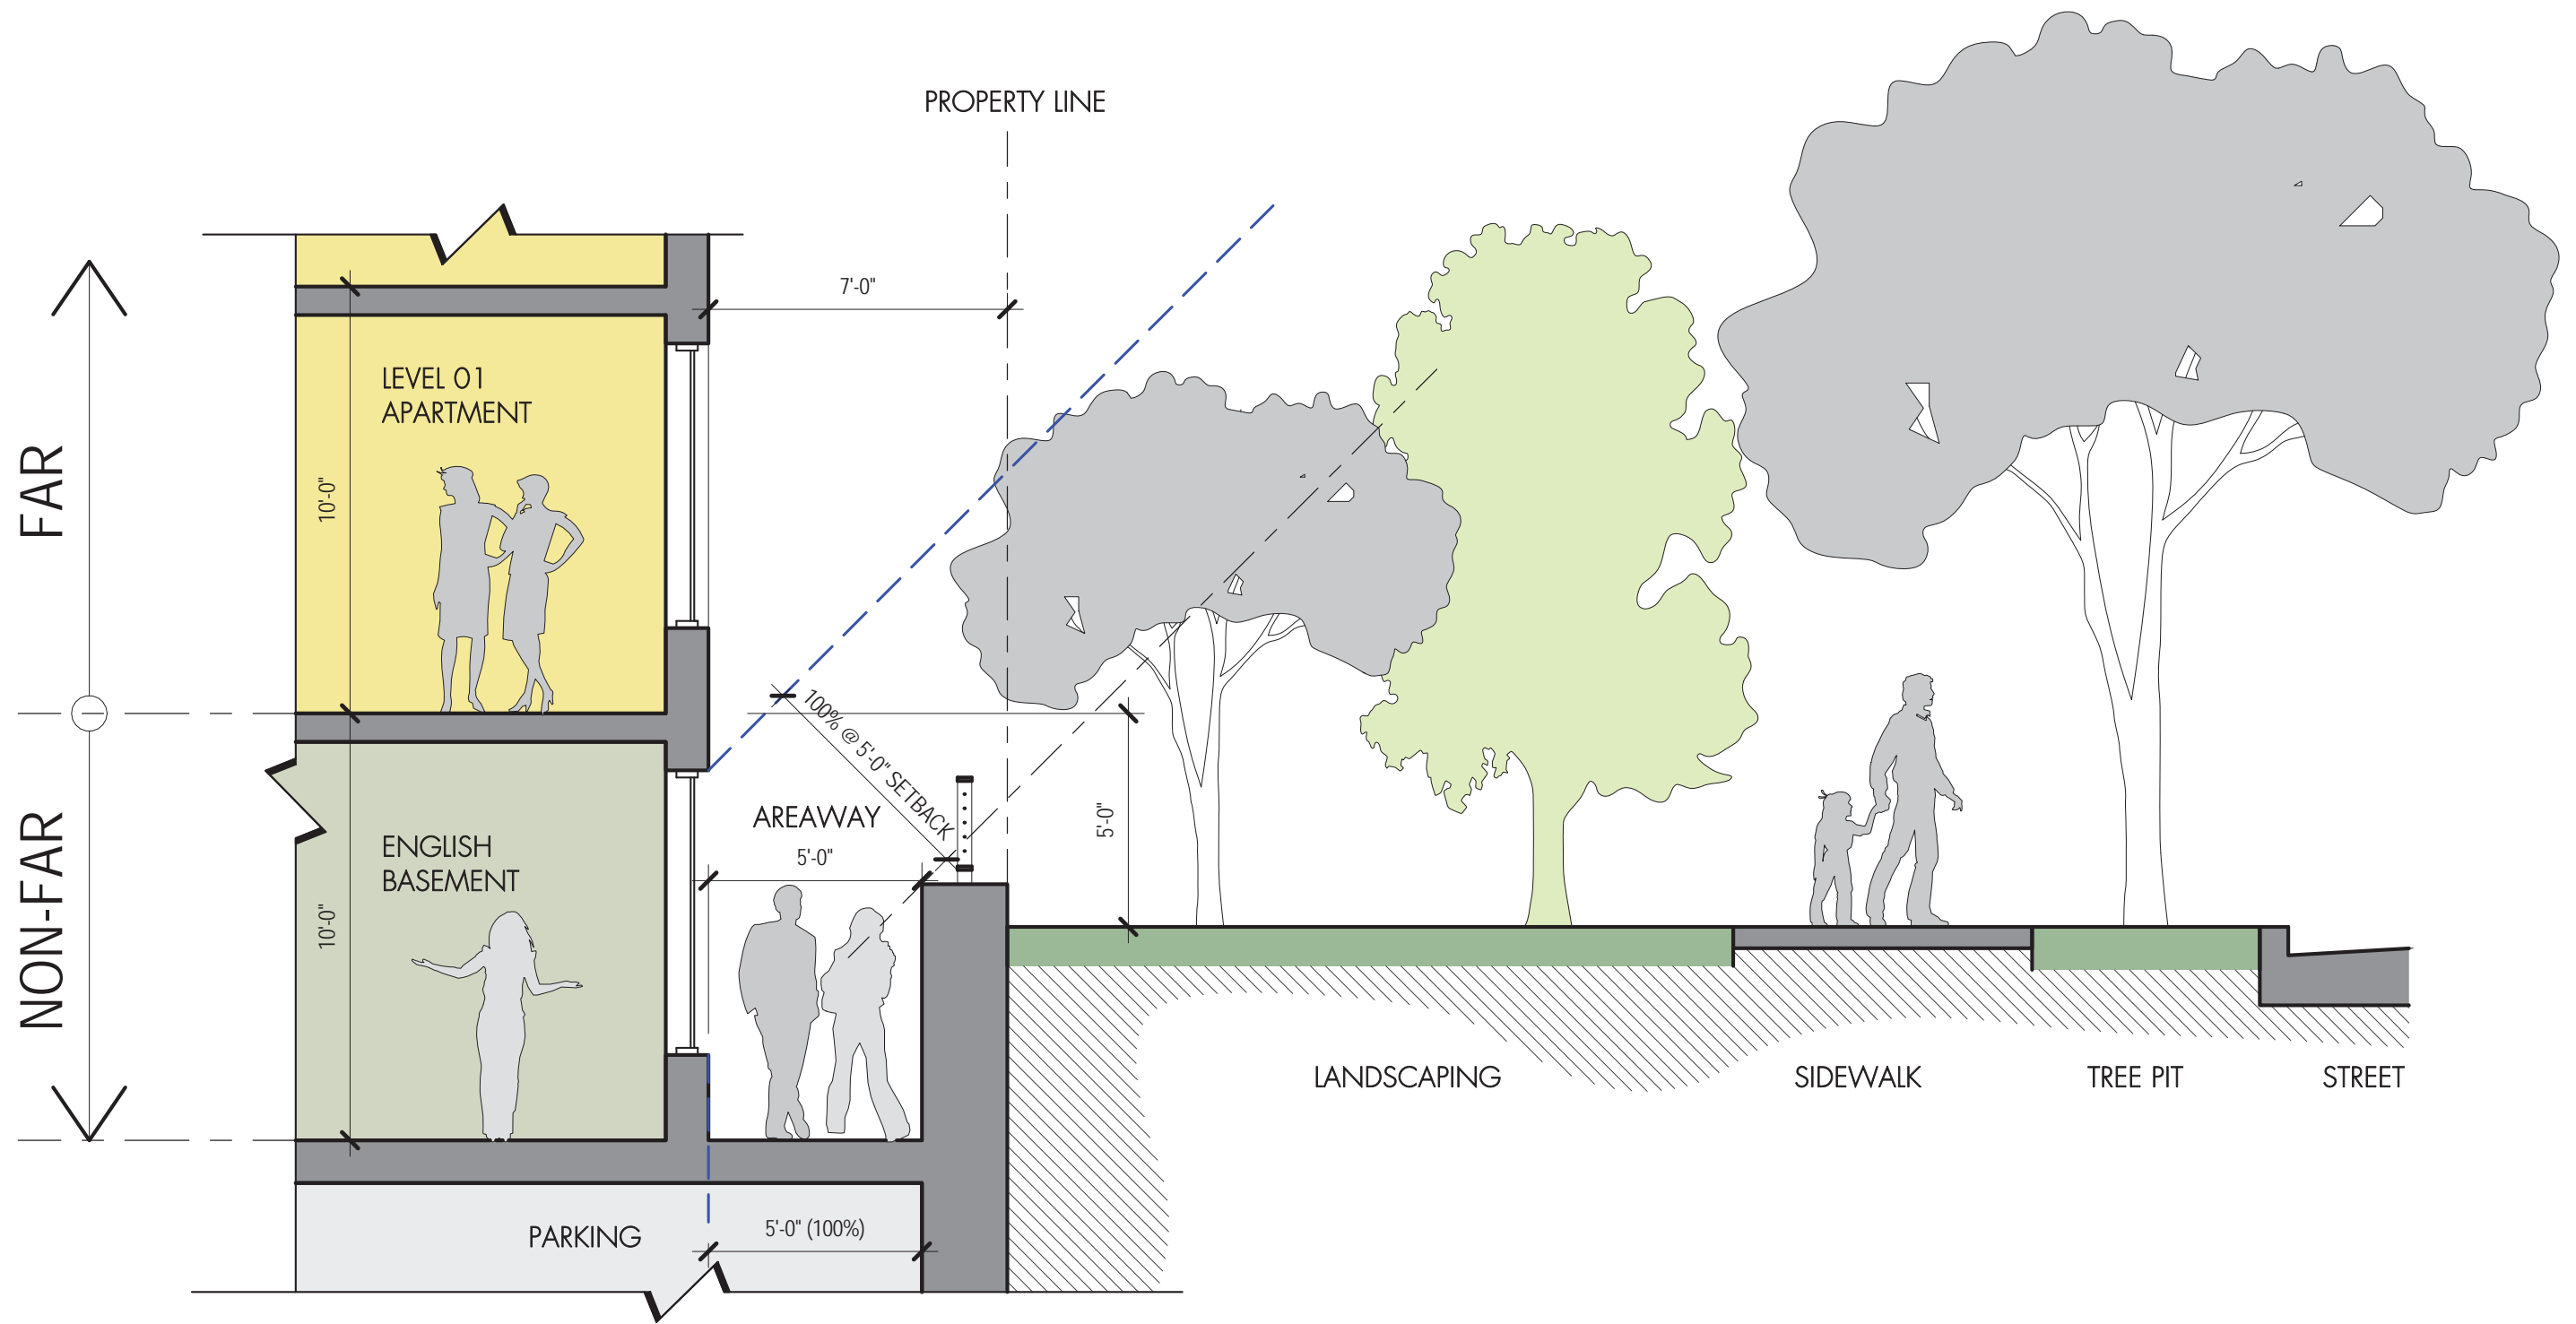 PROPERTY LINE
7'-0"
LEVEL 01
APARTMENT
FAR
10'-0"
100% @ 5'-0" SETBACK
AREAWAY
5'-0"
5'-0"
ENGLISH
BASEMENT
NON-FAR
10'-0"
LANDSCAPING
SIDEWALK
TREE PIT
STREET
PARKING
5'-0" (100%)